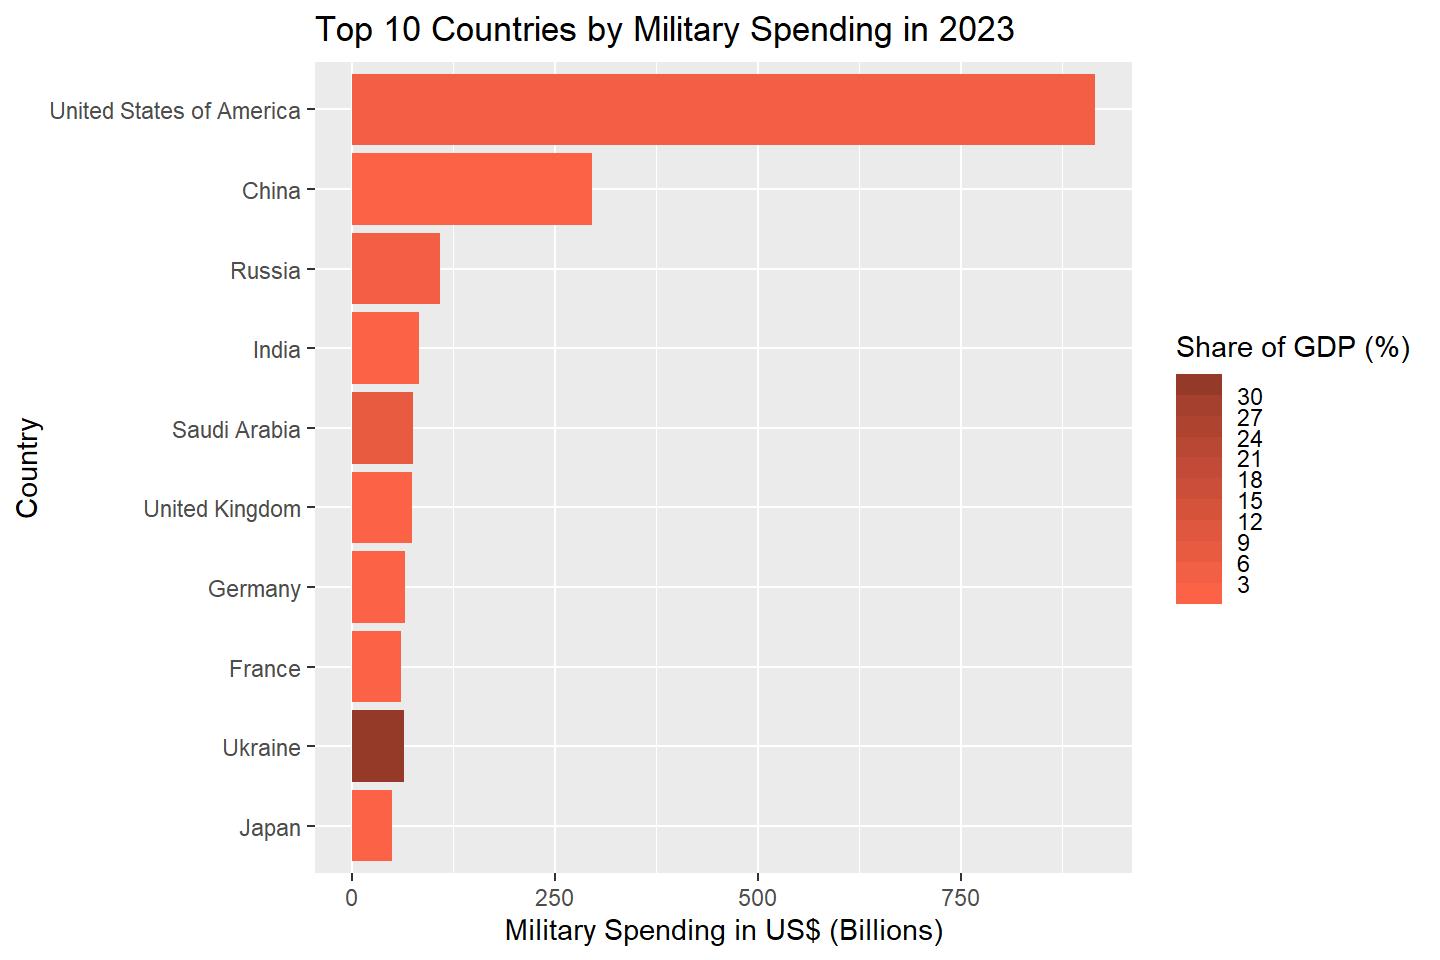 Top 10 Countries by Military Spending in 2023
Country
United States of America
China
Russia
India
Saudi Arabia
United Kingdom
Germany
France
Ukraine
Japan
0 250 500 750
Military Spending in US$ (Billions)
Share of GDP (%)
30
27
24
21
18
15
12
9
6
3